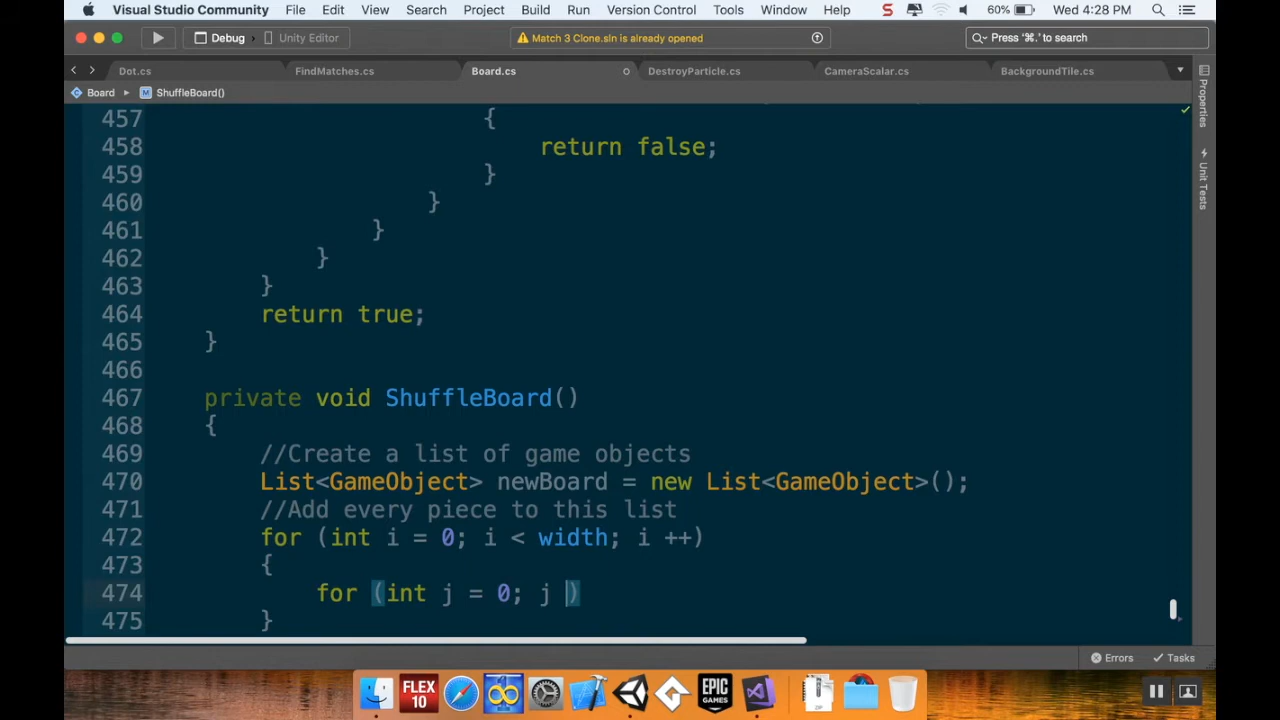 Visual Studio Community File Edit View Search Project Build Run Version Control Tools Window Help S 60% Wed 4:28 PM
Debug Unity Editor Match 3 Clone.sln is already opened Press '⌘.' to search
Dot.cs FindMatches.cs Board.cs DestroyParticle.cs CameraScalar.cs BackgroundTile.cs
Board ShuffleBoard()
Properties
Unit Tests
457 {
458 return false;
459 }
460 }
461 }
462 }
463 }
464 return true;
465 }
466
467 private void ShuffleBoard()
468 {
469 //Create a list of game objects
470 List<GameObject> newBoard = new List<GameObject>();
471 //Add every piece to this list
472 for (int i = 0; i < width; i ++)
473 {
474 for (int j = 0; j )
475 }
Errors Tasks
FLEX 10
EPIC GAMES
ZIP